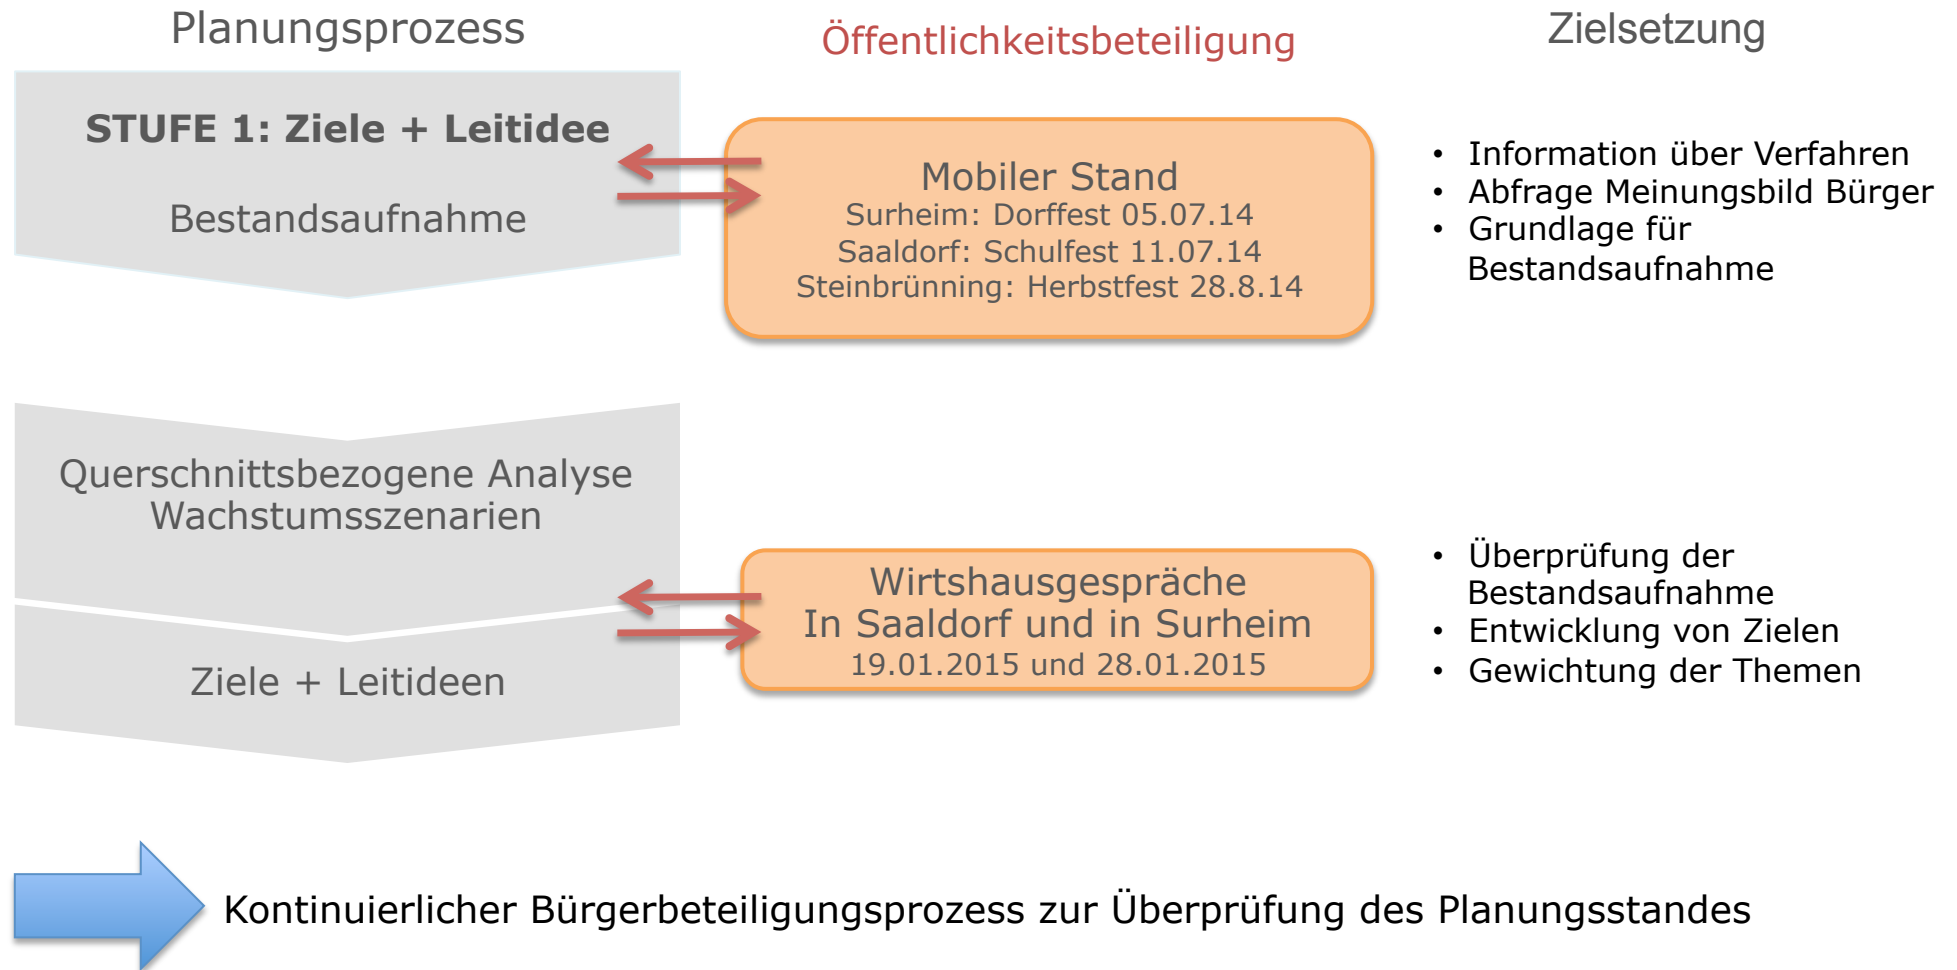 Planungsprozess
Öffentlichkeitsbeteiligung
Zielsetzung
STUFE 1: Ziele + Leitidee
Bestandsaufnahme
Mobiler Stand
Surheim: Dorffest 05.07.14
Saaldorf: Schulfest 11.07.14
Steinbrünning: Herbstfest 28.8.14
• Information über Verfahren
• Abfrage Meinungsbild Bürger
• Grundlage für
Bestandsaufnahme
Querschnittsbezogene Analyse
Wachstumsszenarien
Ziele + Leitideen
Wirtshausgespräche
In Saaldorf und in Surheim
19.01.2015 und 28.01.2015
• Überprüfung der
Bestandsaufnahme
• Entwicklung von Zielen
• Gewichtung der Themen
Kontinuierlicher Bürgerbeteiligungsprozess zur Überprüfung des Planungsstandes